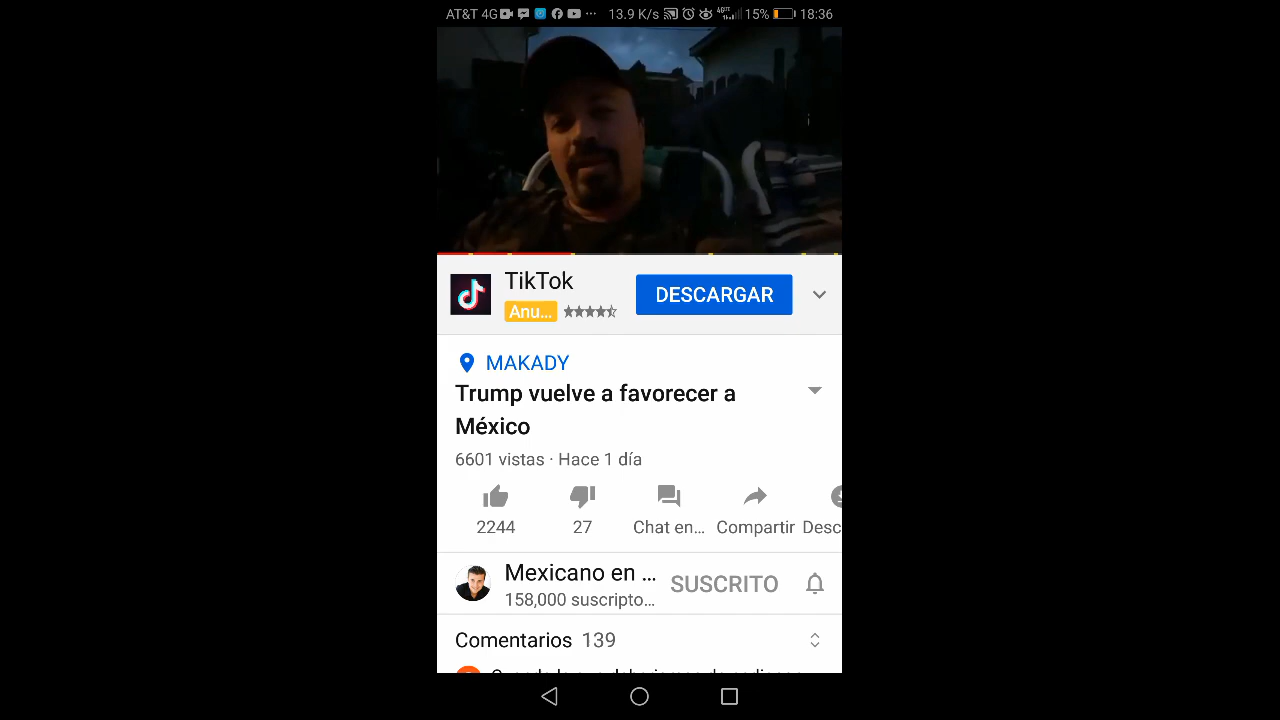 AT&T 4G ··· 13.9 K/s 15% 18:36
TikTok
Anu...
DESCARGAR
MAKADY
Trump vuelve a favorecer a
México
6601 vistas · Hace 1 día
2244 27 Chat en... Compartir Desc
Mexicano en ... SUSCRITO
158,000 suscripto...
Comentarios 139